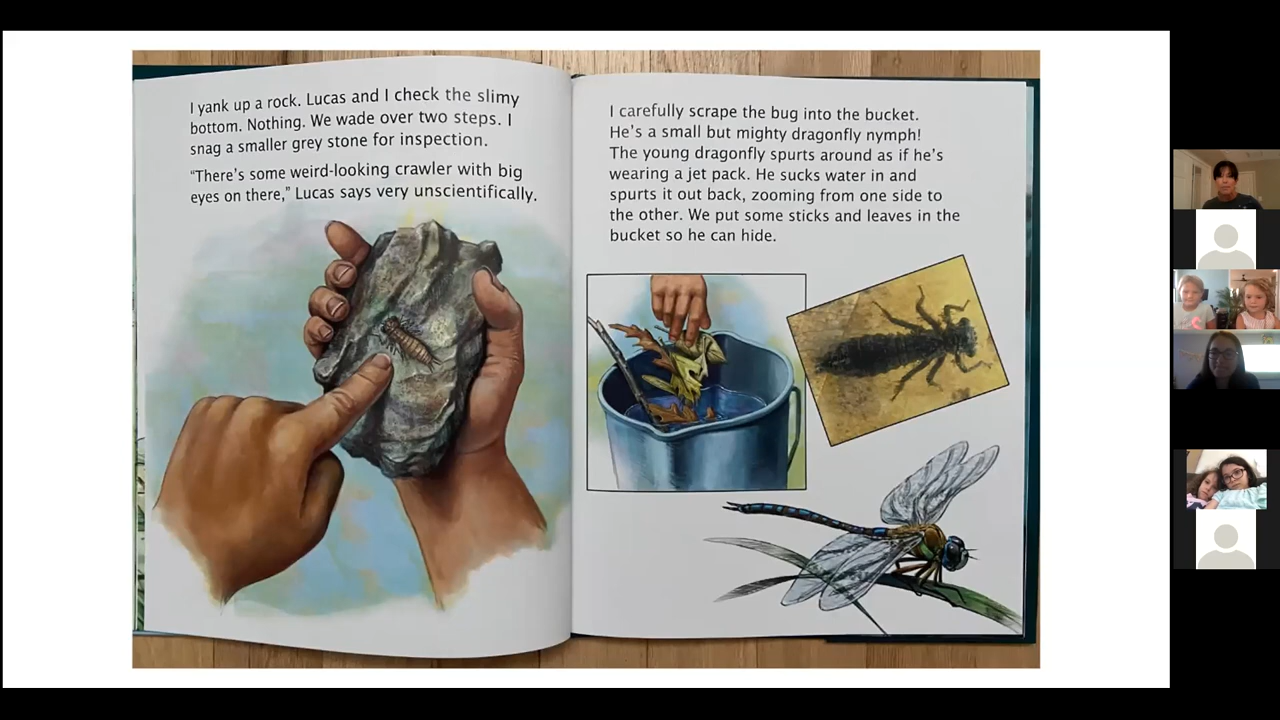 I yank up a rock. Lucas and I check the slimy
bottom. Nothing. We wade over two steps. I
snag a smaller grey stone for inspection.
“There’s some weird-looking crawler with big
eyes on there,” Lucas says very unscientifically.
I carefully scrape the bug into the bucket.
He’s a small but mighty dragonfly nymph!
The young dragonfly spurts around as if he’s
wearing a jet pack. He sucks water in and
spurts it out back, zooming from one side to
the other. We put some sticks and leaves in the
bucket so he can hide.